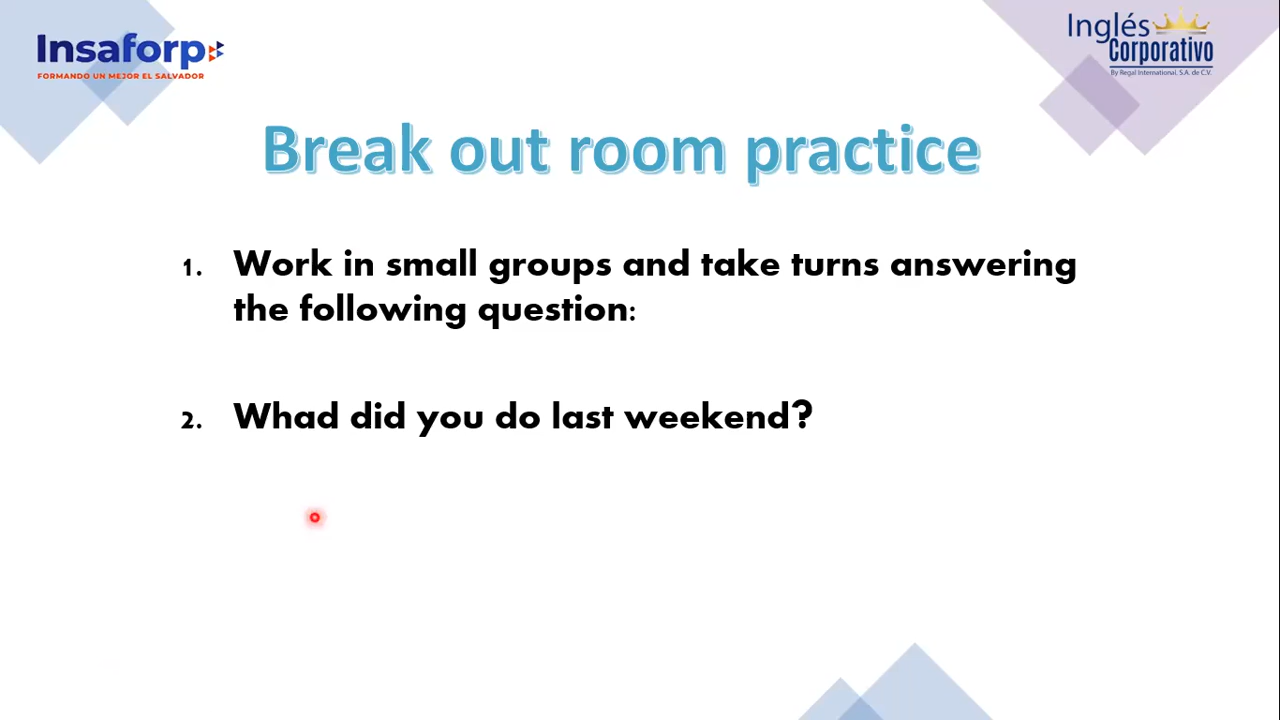 Insaforp
FORMANDO UN MEJOR EL SALVADOR
Inglés
Corporativo
By Regal International, S.A. de C.V.
Break out room practice
1. Work in small groups and take turns answering
the following question:
2. Whad did you do last weekend?